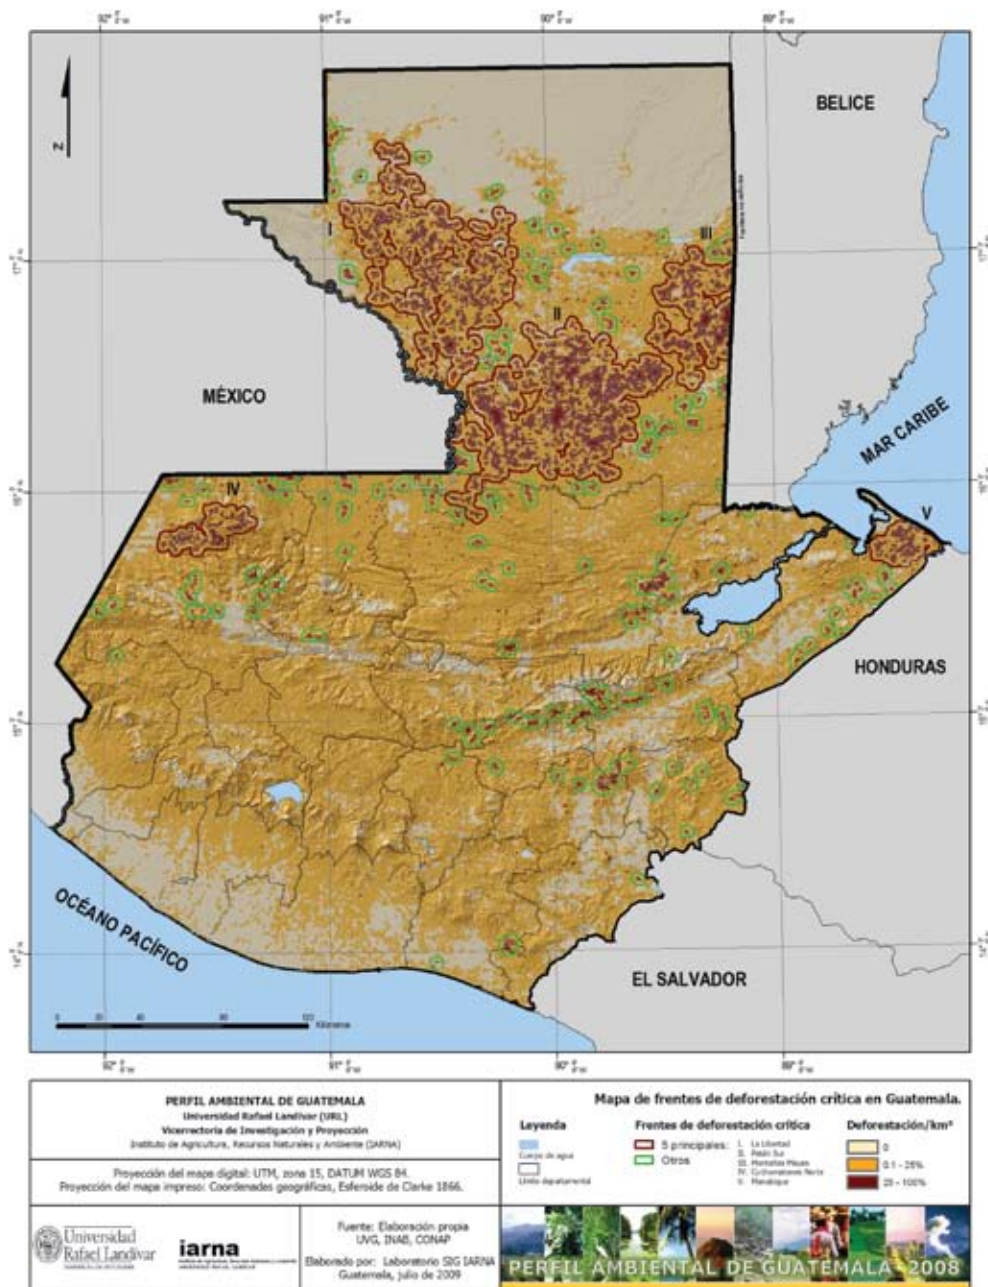 BELICE
N
I
III
II
MÉXICO
MAR CARIBE
IV
V
HONDURAS
OCÉANO PACÍFICO
EL SALVADOR
PERFIL AMBIENTAL DE GUATEMALA
Universidad Rafael Landívar (URL)
Vicerrectoría de Investigación y Proyección
Instituto de Agricultura, Recursos Naturales y Ambiente (IARNA)
Proyección del mapa digital: UTM, zona 15, DATUM WGS 84.
Proyección del mapa impreso: Coordenadas geográficas, Esferoide de Clarke 1866.
Universidad
Rafael Landívar
iarna
Fuente: Elaboración propia
UVG, INAB, CONAP
Elaborado por: Laboratorio SIG IARNA
Guatemala, julio de 2009
Mapa de frentes de deforestación crítica en Guatemala.
Leyenda
Cuerpo de agua
Límite departamental
Frentes de deforestación crítica
5 principales:
Otros
I. La Libertad
II. Petén Sur
III. Montañas Mayas
IV. Cuchumatanes Norte
V. Manabique
Deforestación/km²
0
0.1 - 25%
25 - 100%
PERFIL AMBIENTAL DE GUATEMALA - 2008